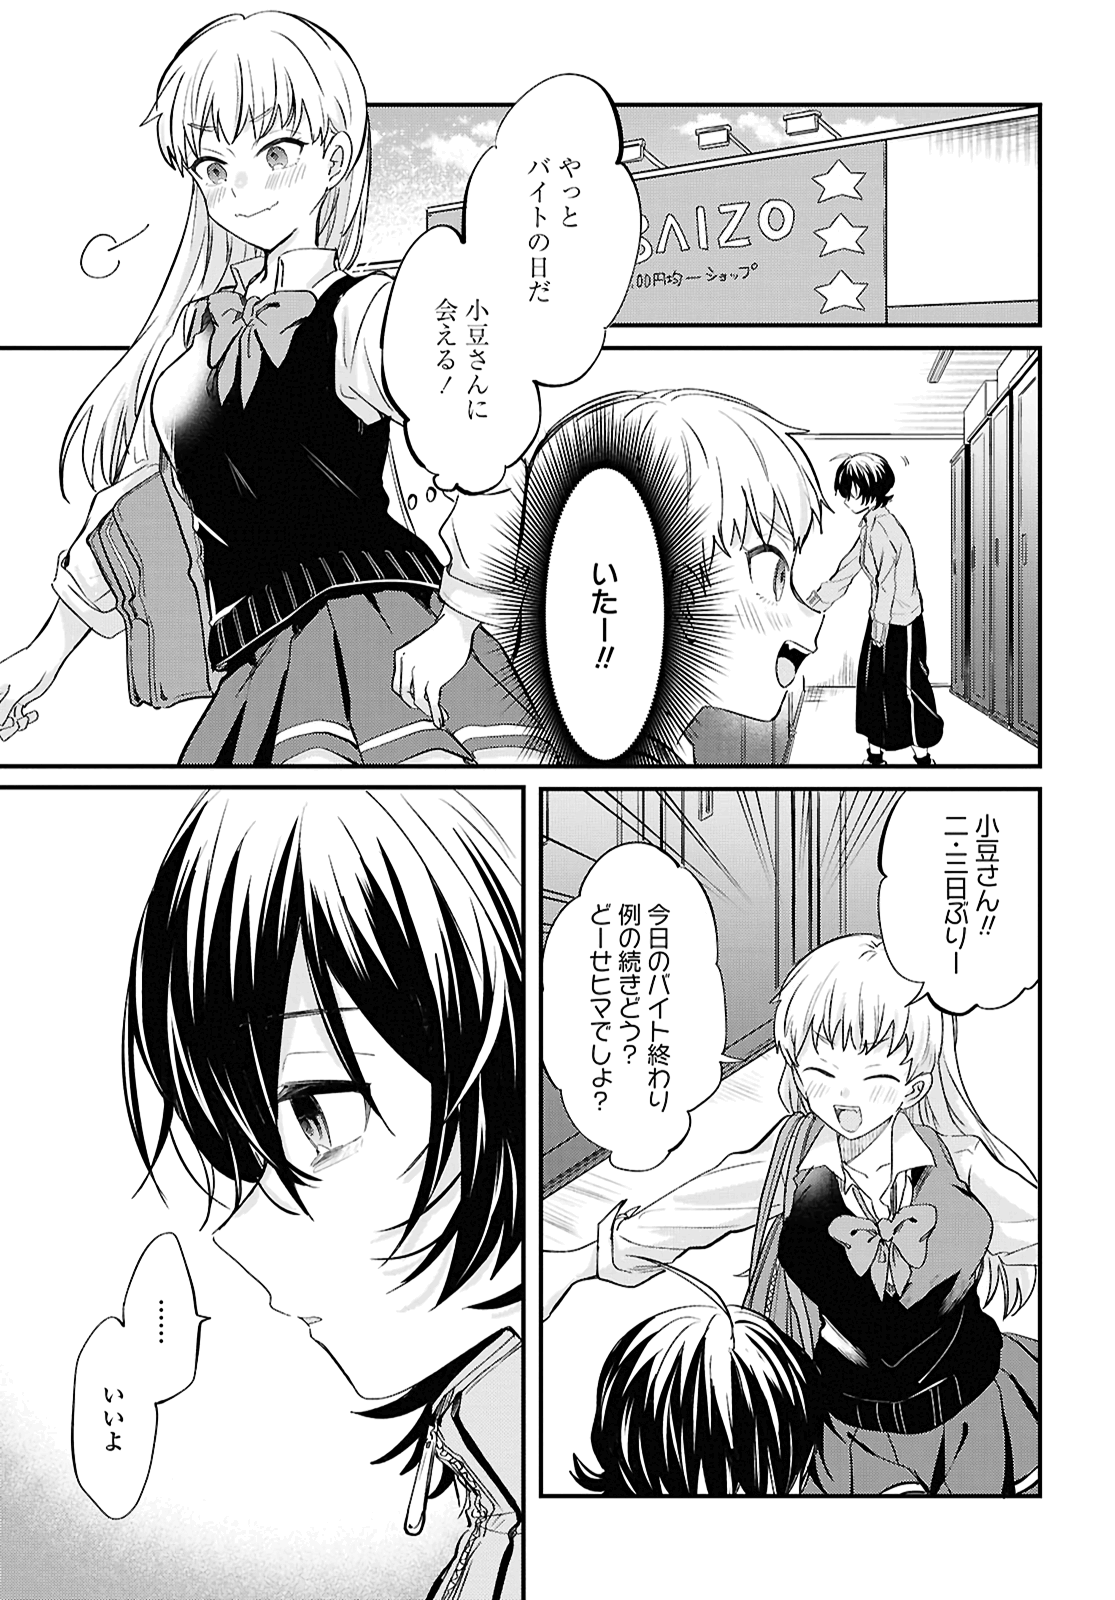 BAIZO
100円均一ショップ
やっと
バイトの日だ
小豆さんに
会える！
いたー!!
小豆さん!!
二・三日ぶりー
今日のバイト終わり
例の続きどう？
どーせヒマでしょ？
……
いいよ